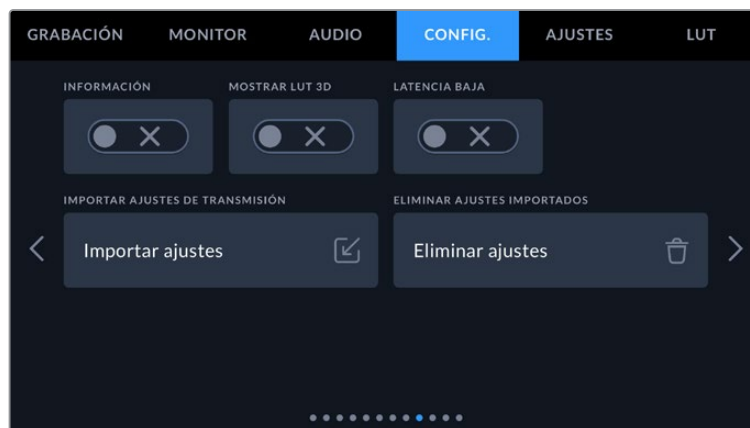 GRABACIÓN MONITOR AUDIO CONFIG. AJUSTES LUT
INFORMACIÓN MOSTRAR LUT 3D LATENCIA BAJA
IMPORTAR AJUSTES DE TRANSMISIÓN ELIMINAR AJUSTES IMPORTADOS
Importar ajustes Eliminar ajustes